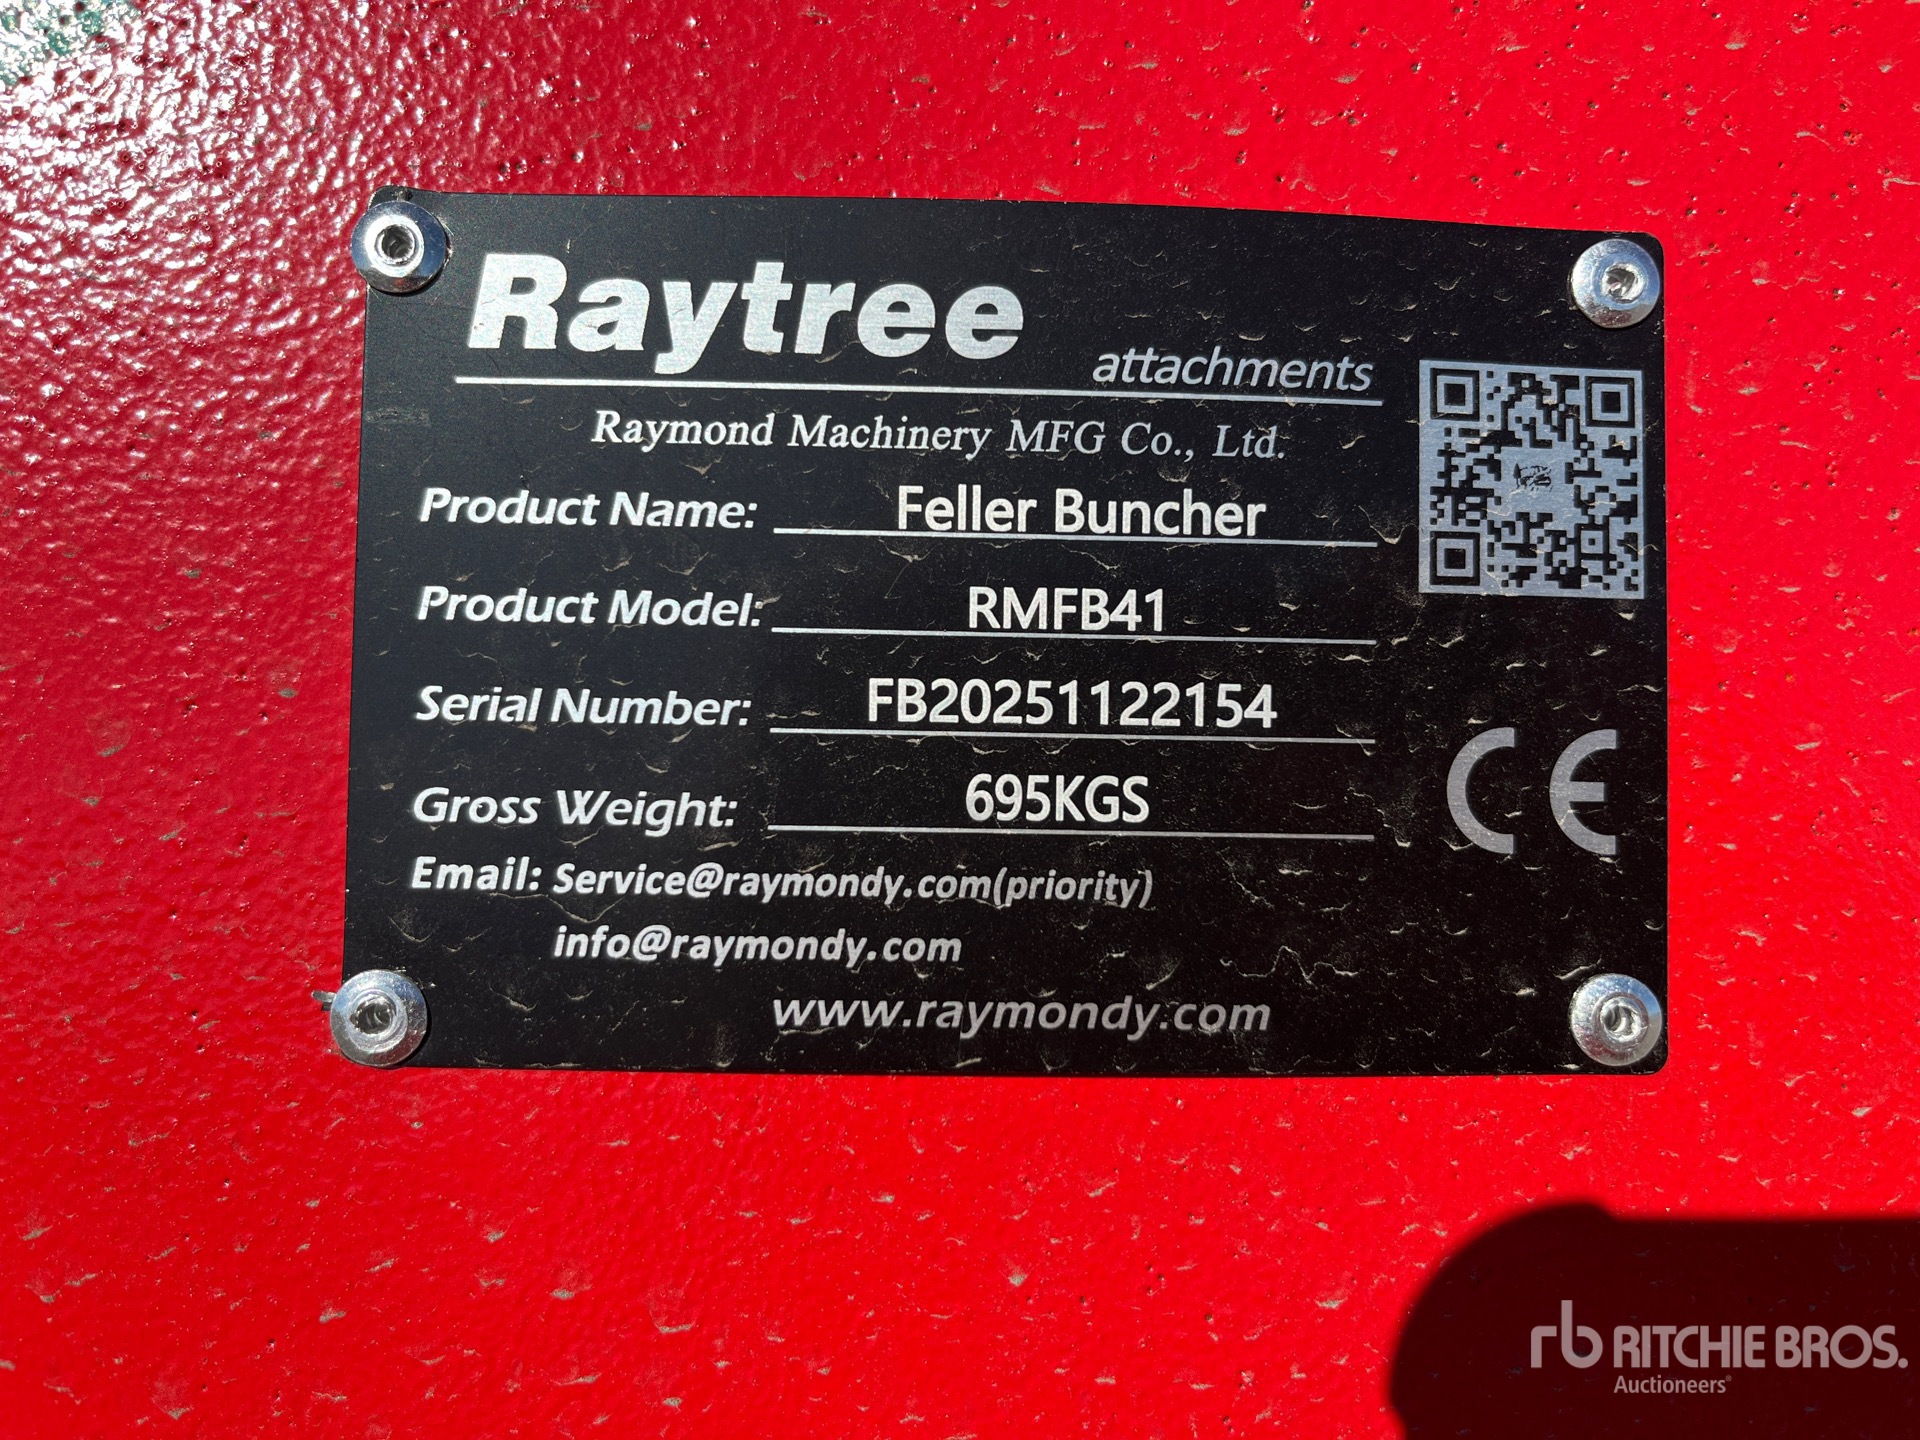 Raytree
attachments
Raymond Machinery MFG Co., Ltd.
Product Name: Feller Buncher
Product Model: RMFB41
Serial Number: FB20251122154
Gross Weight: 695KGS
Email: Service@raymondy.com(priority)
info@raymondy.com
www.raymondy.com
CE
rb RITCHIE BROS.
Auctioneers®